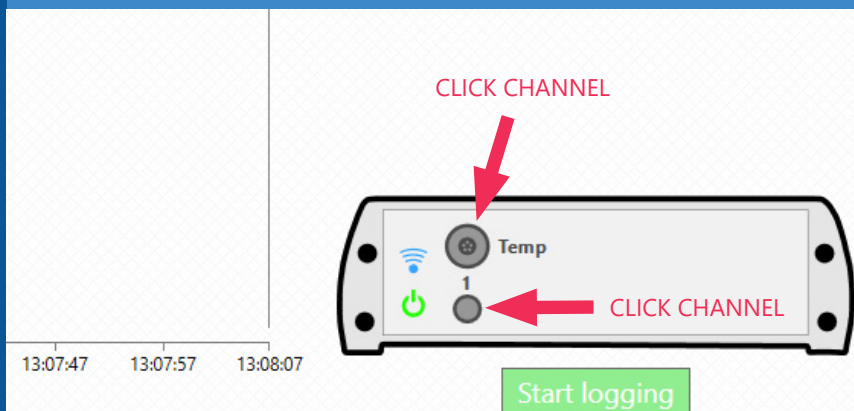 CLICK CHANNEL
Temp
1
CLICK CHANNEL
13:07:47 13:07:57 13:08:07
Start logging